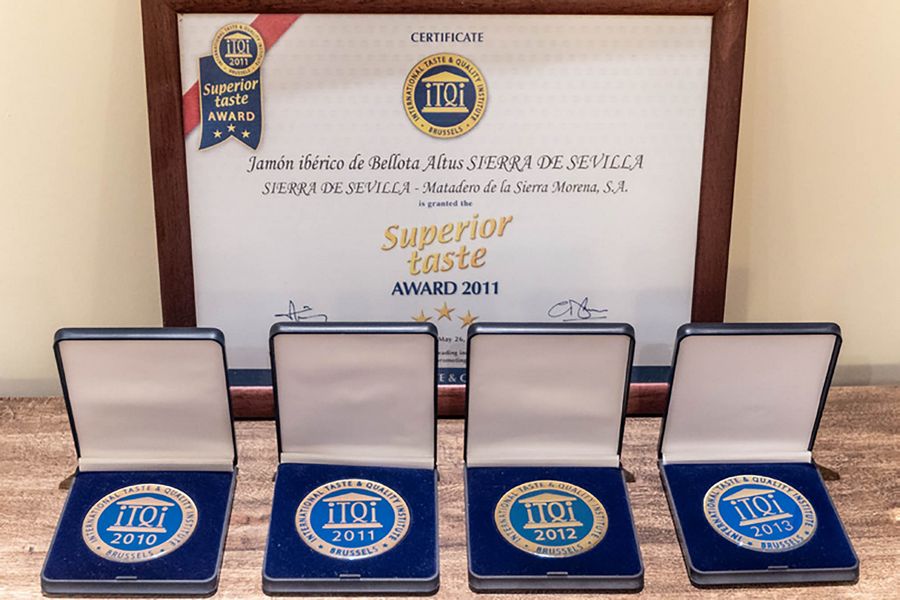 CERTIFICATE
INTERNATIONAL TASTE & QUALITY INSTITUTE
iTQi
BRUSSELS
iTQi
2011
BRUSSELS
Superior
taste
AWARD
Jamón ibérico de Bellota Altus SIERRA DE SEVILLA
SIERRA DE SEVILLA - Matadero de la Sierra Morena, S.A.
is granted the
Superior
taste
AWARD 2011
May 26,
INTERNATIONAL TASTE & QUALITY INSTITUTE
iTQi
2010
BRUSSELS
INTERNATIONAL TASTE & QUALITY INSTITUTE
iTQi
2011
BRUSSELS
INTERNATIONAL TASTE & QUALITY INSTITUTE
iTQi
2012
BRUSSELS
INTERNATIONAL TASTE & QUALITY INSTITUTE
iTQi
2013
BRUSSELS